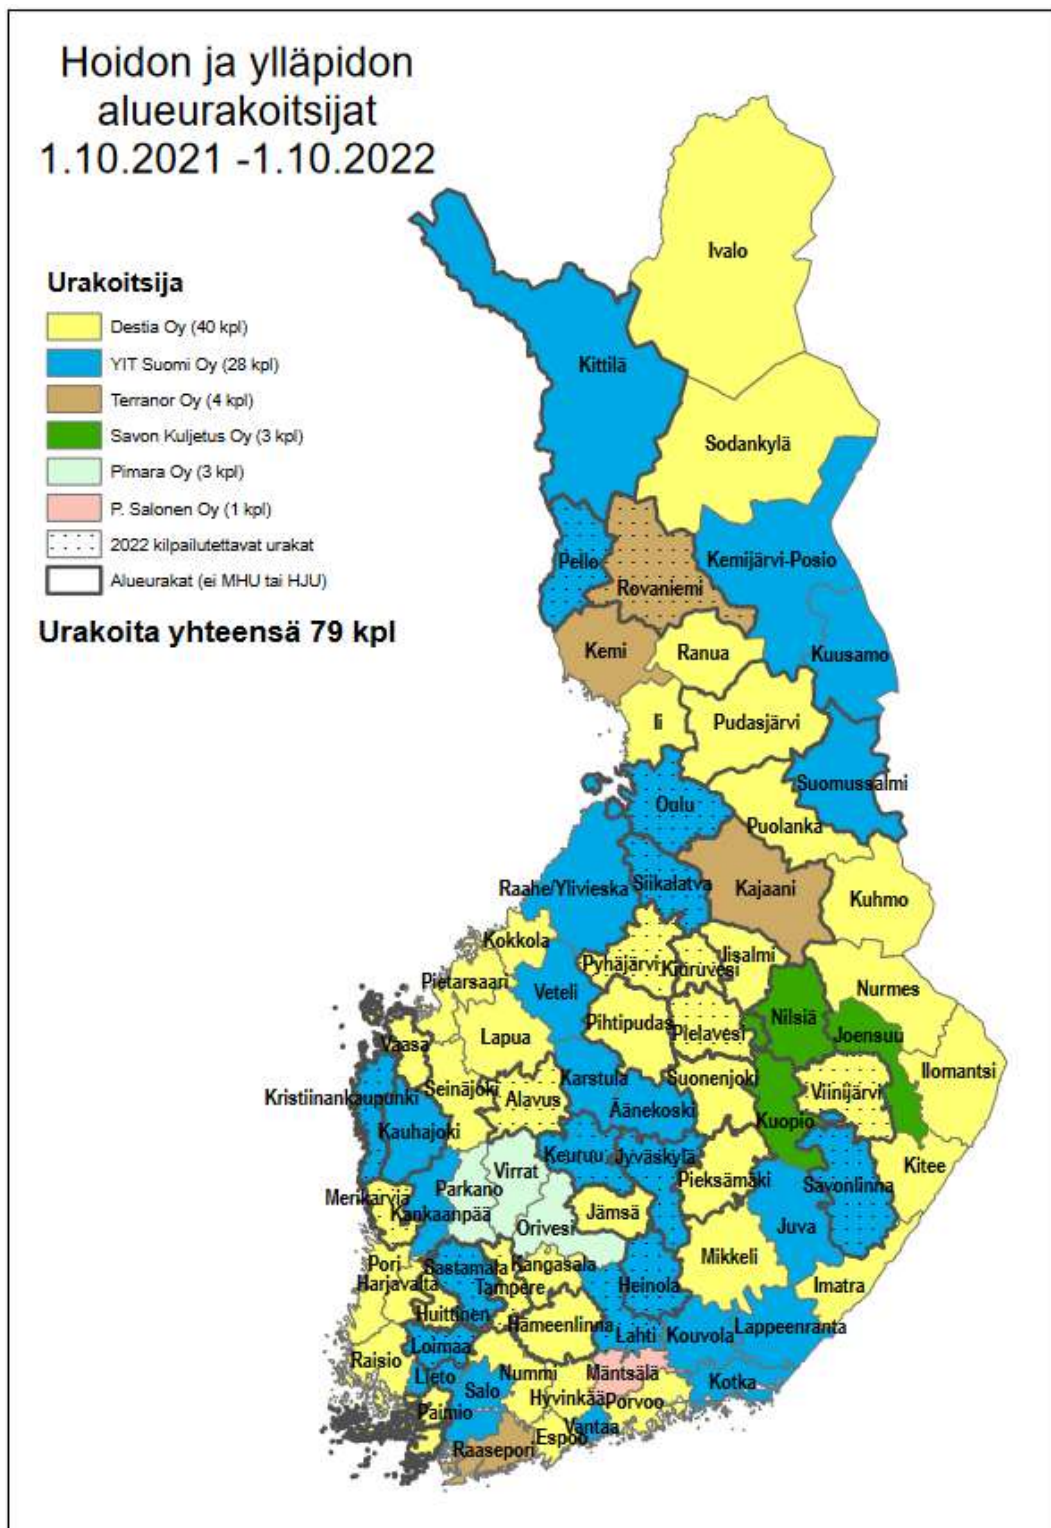 Hoidon ja ylläpidon
alueurakoitsijat
1.10.2021 -1.10.2022
Urakoitsija
Destia Oy (40 kpl)
YIT Suomi Oy (28 kpl)
Terranor Oy (4 kpl)
Savon Kuljetus Oy (3 kpl)
Pimara Oy (3 kpl)
P. Salonen Oy (1 kpl)
2022 kilpailutettavat urakat
Alueurakat (ei MHU tai HJU)
Urakoita yhteensä 79 kpl
Ivalo
Kittilä
Sodankylä
Pello
Rovaniemi
Kemijärvi-Posio
Kemi
Ranua
Kuusamo
Ii
Pudasjärvi
Suomussalmi
Oulu
Puolanka
Raahe/Ylivieska
Siikalatva
Kajaani
Kuhmo
Kokkola
Pyhäjärvi
Kiuruvesi
Iisalmi
Pietarsaari
Veteli
Nurmes
Nilsiä
Pihtipudas
Pielavesi
Joensuu
Vaasa
Lapua
Ilomantsi
Kristiinankaupunki
Seinäjoki
Alavus
Karstula
Suonenjoki
Äänekoski
Viinijärvi
Kuopio
Kauhajoki
Virrat
Keuruu
Jyväskylä
Kitee
Merikarvia
Parkano
Pieksämäki
Savonlinna
Kankaanpää
Orivesi
Jämsä
Juva
Pori
Sastamala
Kangasala
Mikkeli
Harjavalta
Tampere
Heinola
Imatra
Huittinen
Hämeenlinna
Lahti
Kouvola
Lappeenranta
Loimaa
Raisio
Lieto
Nummi
Mäntsälä
Kotka
Salo
Hyvinkää
Porvoo
Paimio
Vantaa
.Espoo
Raasepori